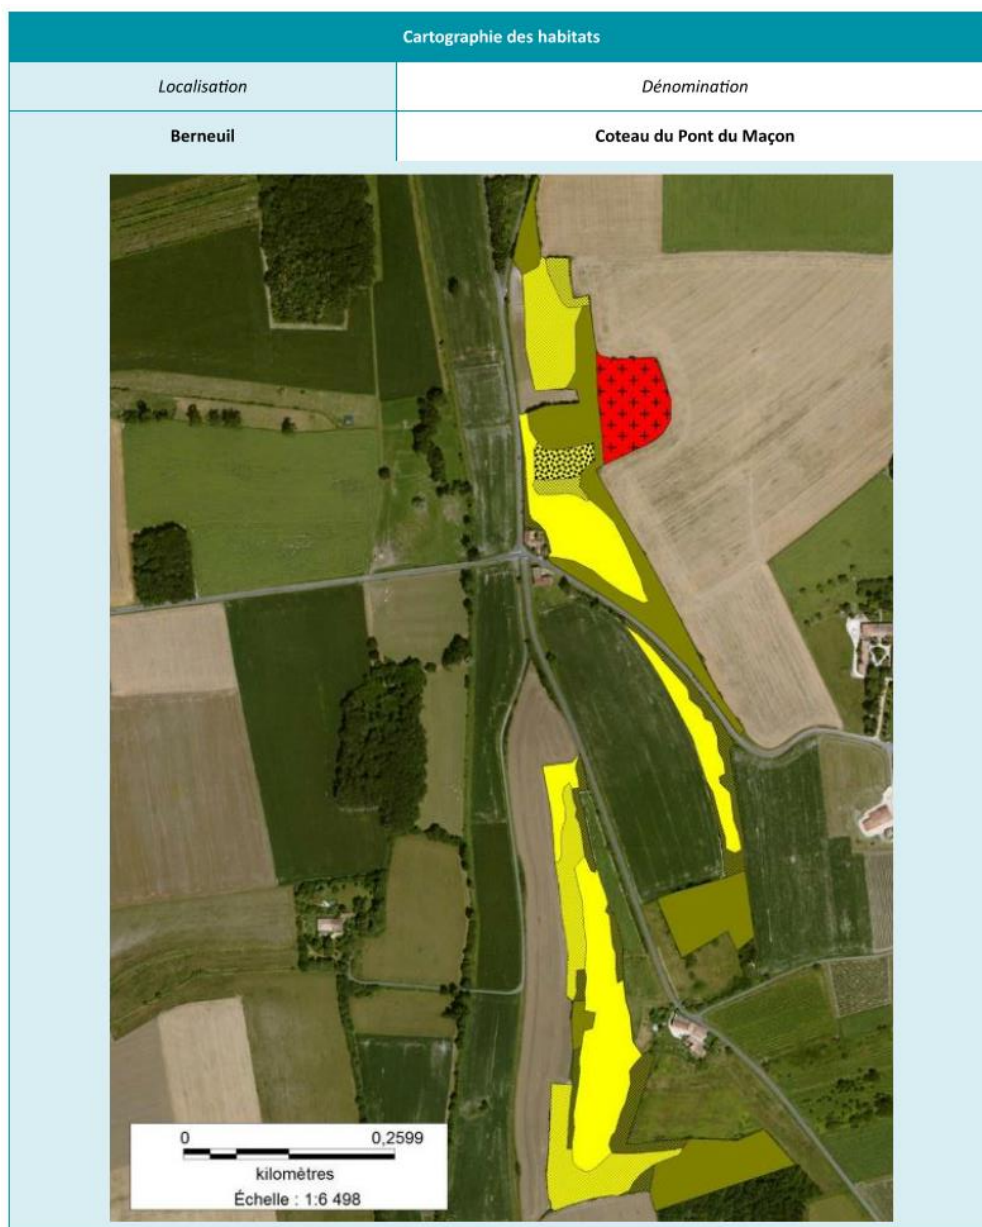 Cartographie des habitats
Localisation Dénomination
Berneuil Coteau du Pont du Maçon
0 0,2599
kilomètres
Échelle : 1:6 498